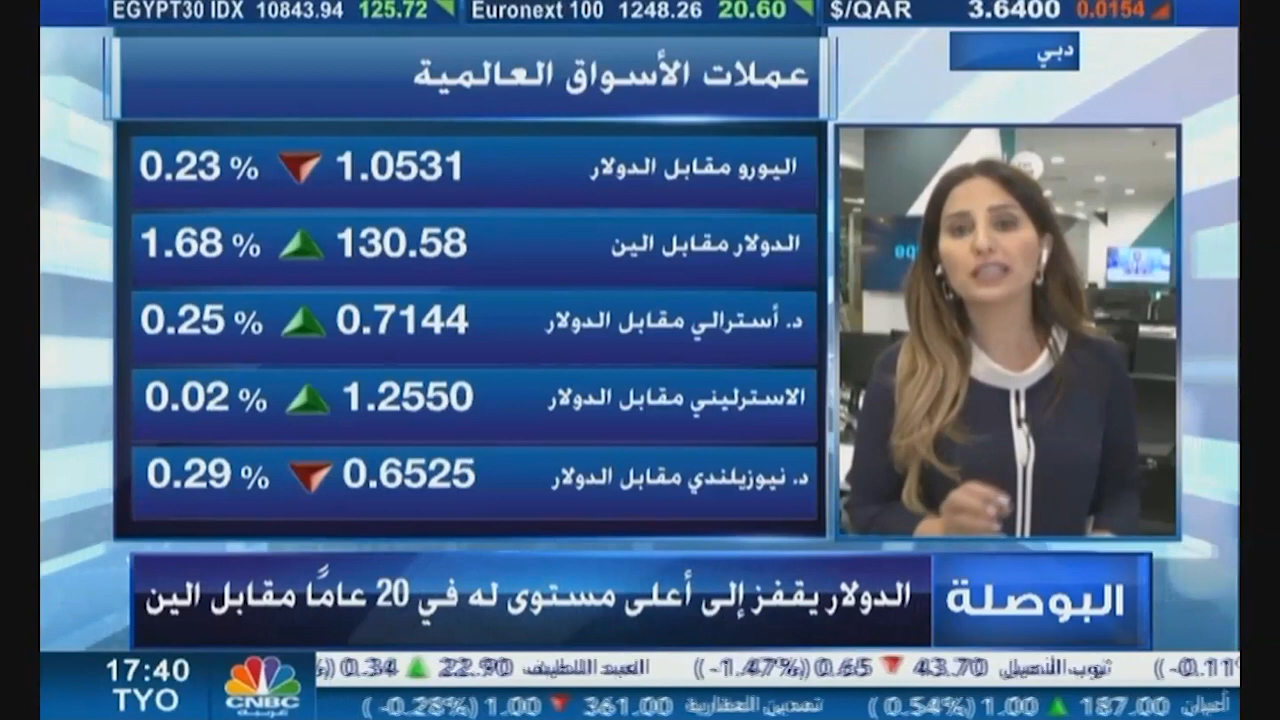 EGYPT30 IDX 10843.94 125.72 Euronext 100 1248.26 20.60 $/QAR 3.6400 0.0154
دبي
عملات الأسواق العالمية
اليورو مقابل الدولار 1.0531 0.23 %
الدولار مقابل الين 130.58 1.68 %
د. أسترالي مقابل الدولار 0.7144 0.25 %
الاسترليني مقابل الدولار 1.2550 0.02 %
د. نيوزيلندي مقابل الدولار 0.6525 0.29 %
البوصلة
الدولار يقفز إلى أعلى مستوى له في 20 عامًا مقابل الين
17:40
TYO
CNBC
عربية
(-0.11% ثوب الأصيل 43.70 0.65 (-1.47%) العبد اللطيف 22.90 0.34
187.00 1.00 (0.54%) 361.00 1.00 (-0.28%)